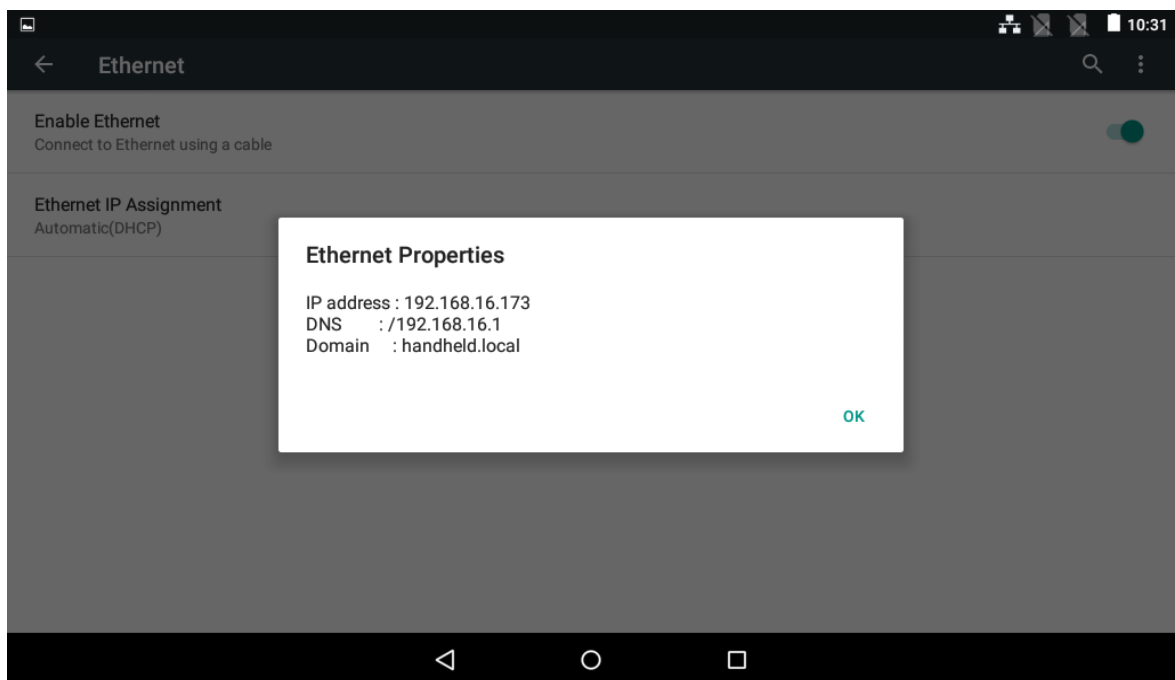 10:31
Ethernet
Enable Ethernet
Connect to Ethernet using a cable
Ethernet IP Assignment
Automatic(DHCP)
Ethernet Properties
IP address : 192.168.16.173
DNS : /192.168.16.1
Domain : handheld.local
OK